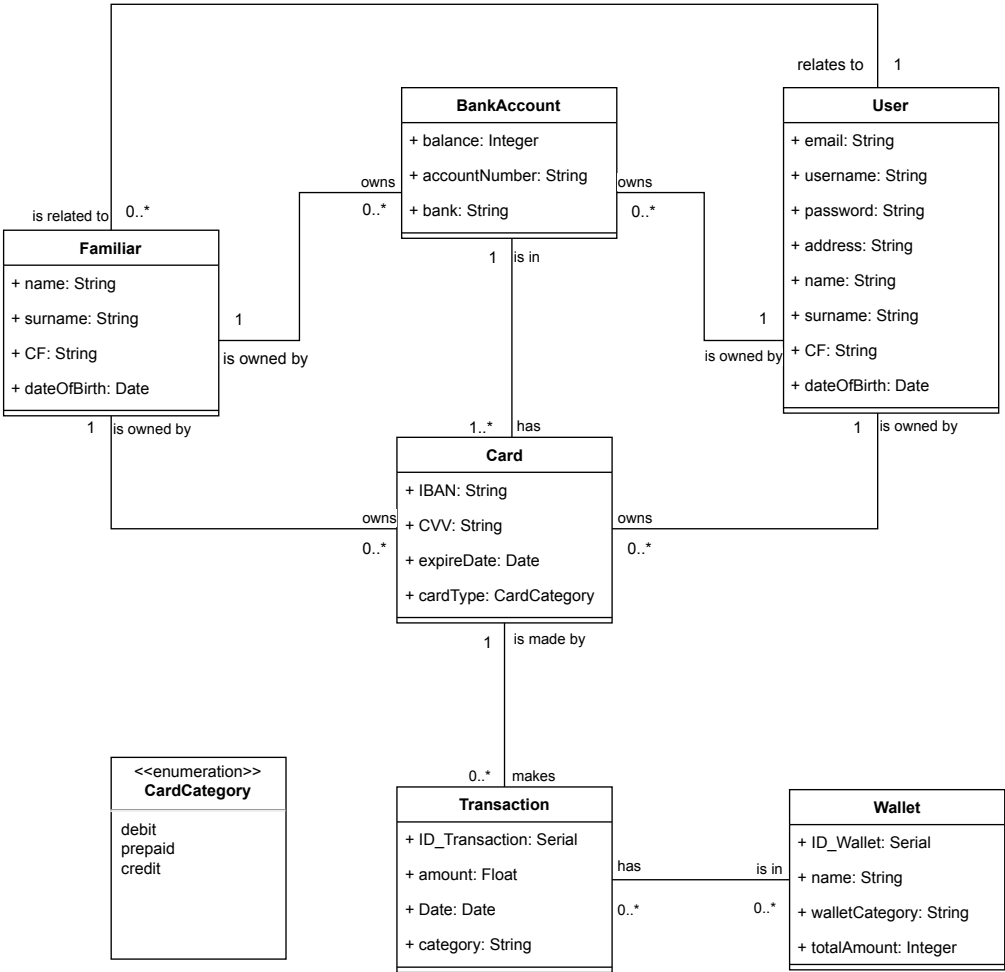 relates to 1
BankAccount
+ balance: Integer
+ accountNumber: String
+ bank: String
User
+ email: String
+ username: String
+ password: String
+ address: String
+ name: String
+ surname: String
+ CF: String
+ dateOfBirth: Date
owns
0..*
owns
0..*
is related to 0..*
Familiar
+ name: String
+ surname: String
+ CF: String
+ dateOfBirth: Date
1
is owned by
1
is owned by
1 is in
1 is owned by
1 is owned by
1..* has
Card
+ IBAN: String
+ CVV: String
+ expireDate: Date
+ cardType: CardCategory
owns
0..*
owns
0..*
1 is made by
<<enumeration>>
CardCategory
debit
prepaid
credit
0..* makes
Transaction
+ ID_Transaction: Serial
+ amount: Float
+ Date: Date
+ category: String
has
0..*
is in
0..*
Wallet
+ ID_Wallet: Serial
+ name: String
+ walletCategory: String
+ totalAmount: Integer